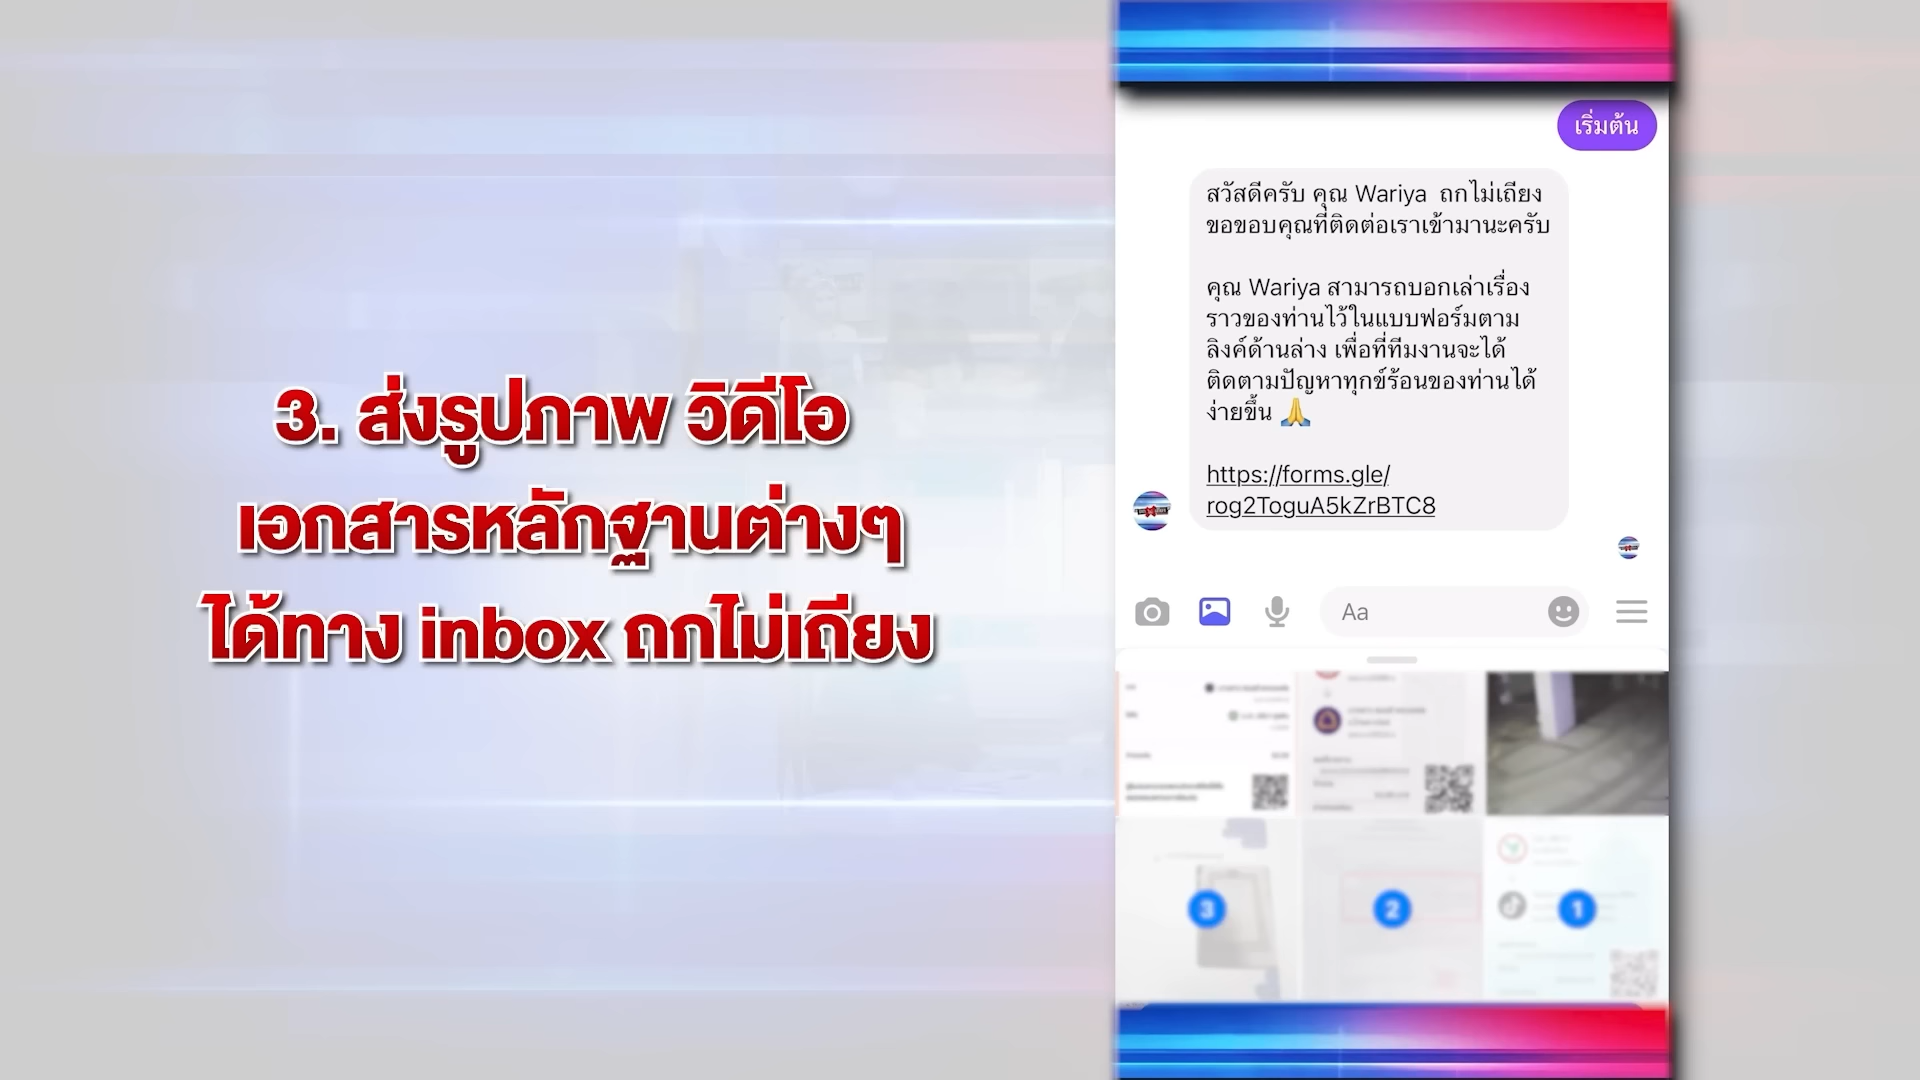 3. ส่งรูปภาพ วิดีโอ
เอกสารหลักฐานต่างๆ
ได้ทาง inbox ถกไม่เถียง
เริ่มต้น
สวัสดีครับ คุณ Wariya  ถกไม่เถียง
ขอขอบคุณที่ติดต่อเราเข้ามานะครับ
คุณ Wariya สามารถบอกเล่าเรื่อง
ราวของท่านไว้ในแบบฟอร์มตาม
ลิงค์ด้านล่าง เพื่อที่ทีมงานจะได้
ติดตามปัญหาทุกข์ร้อนของท่านได้
ง่ายขึ้น 🙏
https://forms.gle/
rog2ToguA5kZrBTC8
Aa
3
2
1